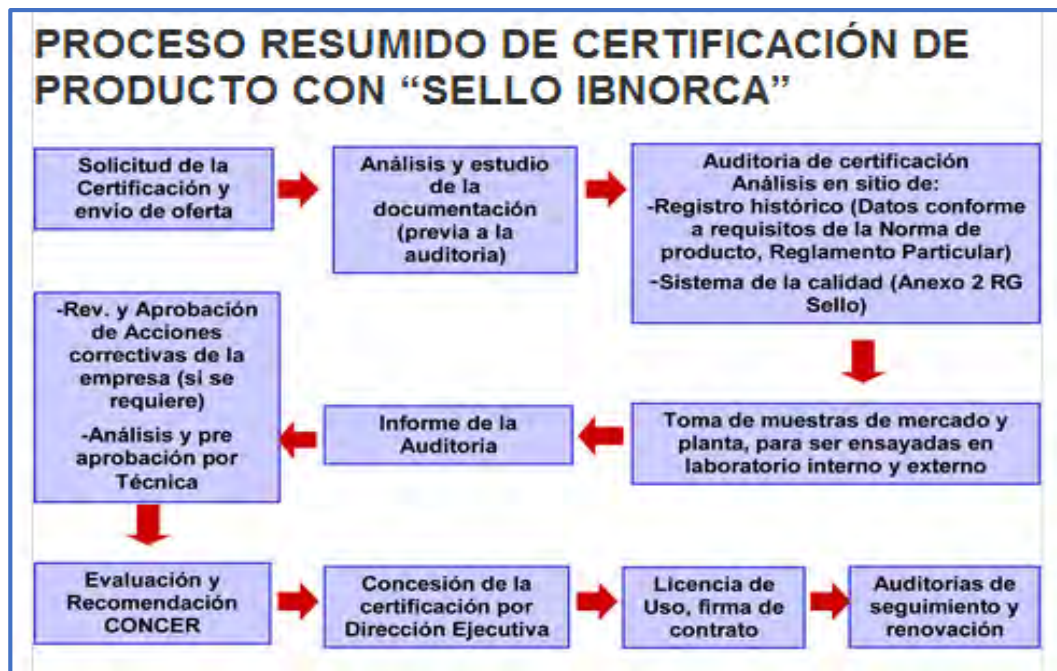 PROCESO RESUMIDO DE CERTIFICACIÓN DE
PRODUCTO CON “SELLO IBNORCA”
Solicitud de la
Certificación y
envio de oferta
Análisis y estudio
de la
documentación
(previa a la
auditoria)
Auditoria de certificación
Análisis en sitio de:
-Registro histórico (Datos conforme
a requisitos de la Norma de
producto, Reglamento Particular)
-Sistema de la calidad (Anexo 2 RG
Sello)
Toma de muestras de mercado y
planta, para ser ensayadas en
laboratorio interno y externo
Informe de la
Auditoria
-Rev. y Aprobación
de Acciones
correctivas de la
empresa (si se
requiere)
-Análisis y pre
aprobación por
Técnica
Evaluación y
Recomendación
CONCER
Concesión de la
certificación por
Dirección Ejecutiva
Licencia de
Uso, firma de
contrato
Auditorias de
seguimiento y
renovación